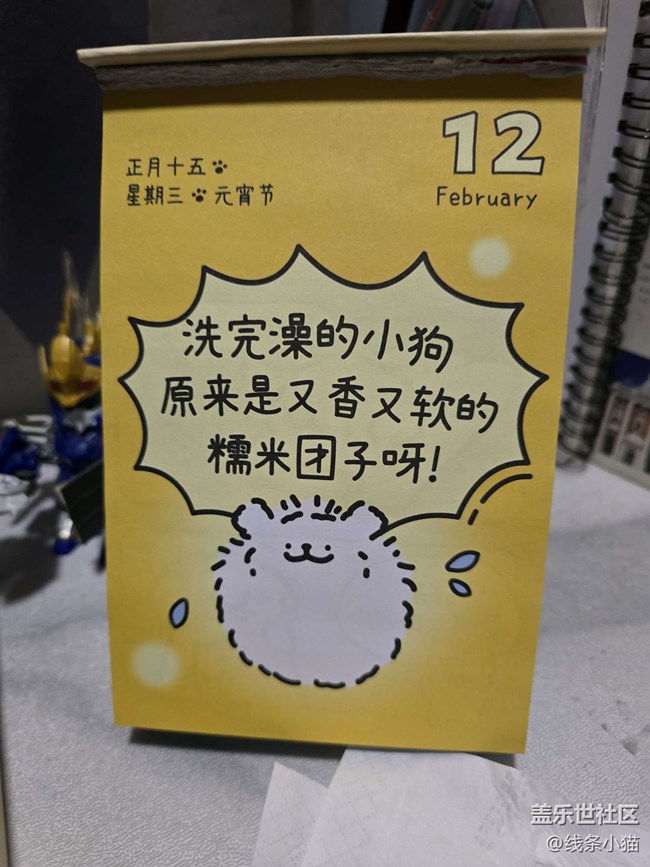 12
February
正月十五
星期三 元宵节
洗完澡的小狗
原来是又香又软的
糯米团子呀!
盖乐世社区
@线条小猫